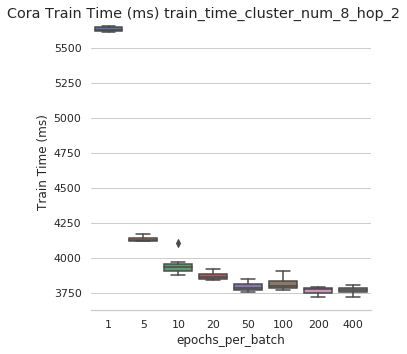 Cora Train Time (ms) train_time_cluster_num_8_hop_2
5500
5250
5000
4750
4500
4250
4000
3750
Train Time (ms)
1 5 10 20 50 100 200 400
epochs_per_batch